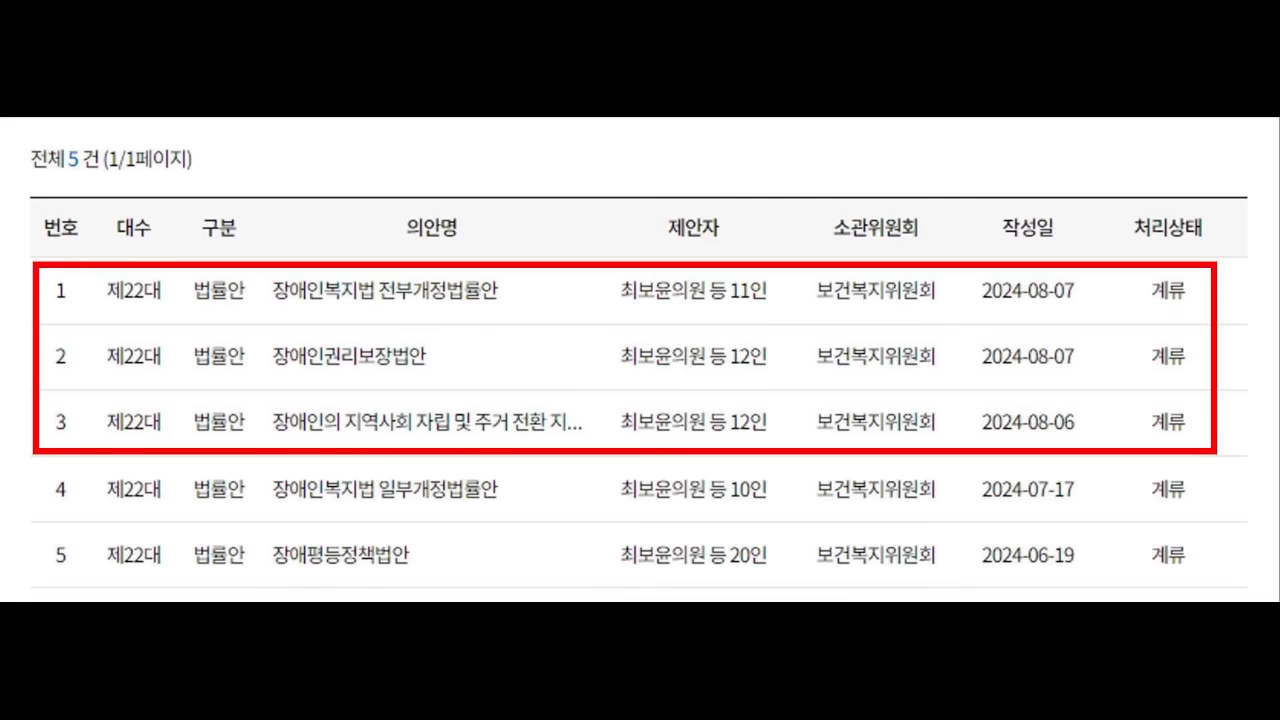 전체 5 건 (1/1페이지)
번호 대수 구분 의안명 제안자 소관위원회 작성일 처리상태
1 제22대 법률안 장애인복지법 전부개정법률안 최보윤의원 등 11인 보건복지위원회 2024-08-07 계류
2 제22대 법률안 장애인권리보장법안 최보윤의원 등 12인 보건복지위원회 2024-08-07 계류
3 제22대 법률안 장애인의 지역사회 자립 및 주거 전환 지... 최보윤의원 등 12인 보건복지위원회 2024-08-06 계류
4 제22대 법률안 장애인복지법 일부개정법률안 최보윤의원 등 10인 보건복지위원회 2024-07-17 계류
5 제22대 법률안 장애평등정책법안 최보윤의원 등 20인 보건복지위원회 2024-06-19 계류